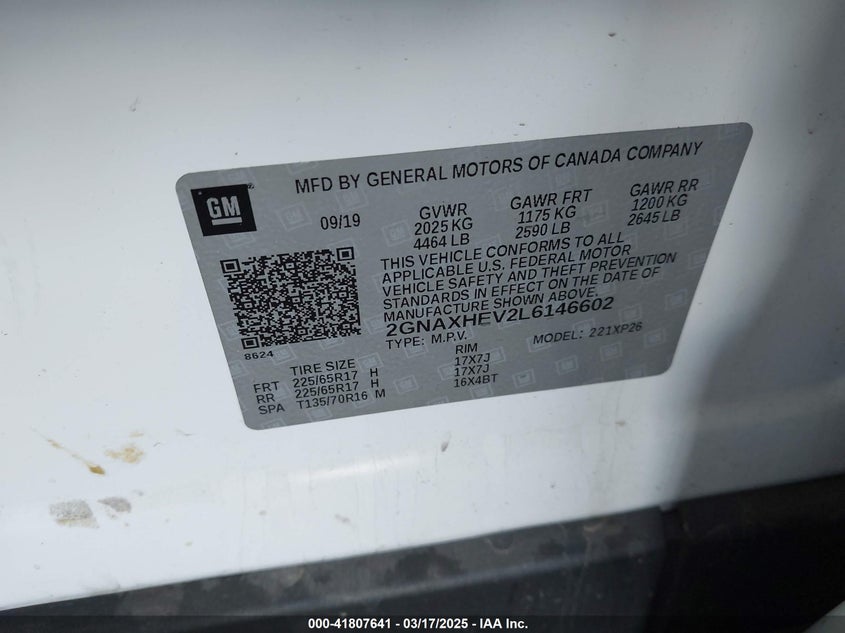 MFD BY GENERAL MOTORS OF CANADA COMPANY
GM
09/19
GVWR
2025 KG
4464 LB
GAWR FRT
1175 KG
2590 LB
GAWR RR
1200 KG
2645 LB
THIS VEHICLE CONFORMS TO ALL
APPLICABLE U.S. FEDERAL MOTOR
VEHICLE SAFETY AND THEFT PREVENTION
STANDARDS IN EFFECT ON THE DATE OF
MANUFACTURE SHOWN ABOVE.
2GNAXHEV2L6146602
TYPE: M.P.V. MODEL: 221XP26
8624
TIRE SIZE RIM
FRT 225/65R17 H 17X7J
RR 225/65R17 H 17X7J
SPA T135/70R16 M 16X4BT
000-41807641 - 03/17/2025 - IAA Inc.